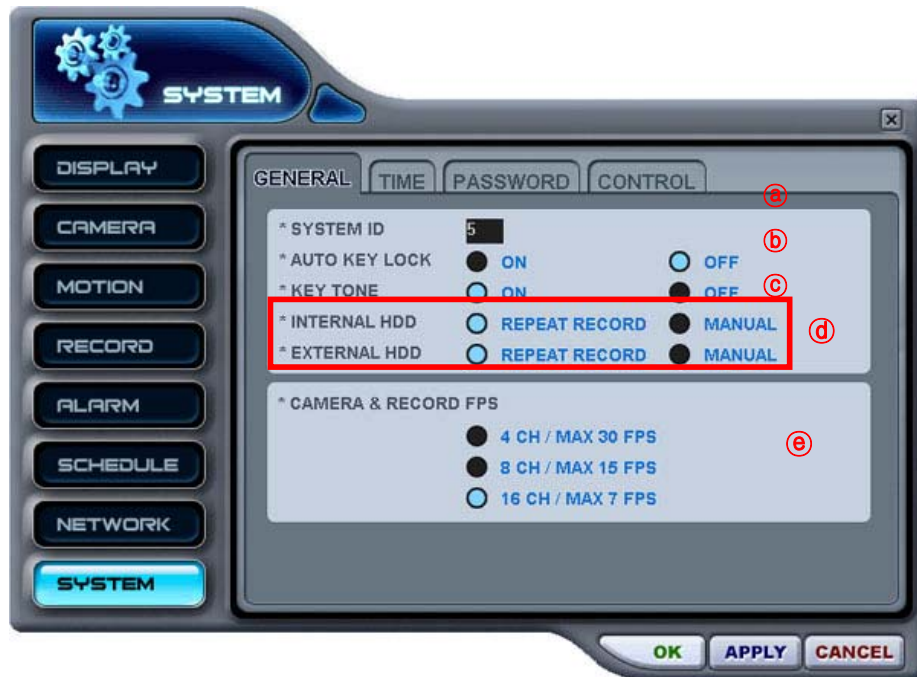 SYSTEM
DISPLAY
CAMERA
MOTION
RECORD
ALARM
SCHEDULE
NETWORK
SYSTEM
GENERAL TIME PASSWORD CONTROL
ⓐ
* SYSTEM ID 5
ⓑ
* AUTO KEY LOCK ON OFF
* KEY TONE ON OFF ⓒ
* INTERNAL HDD REPEAT RECORD MANUAL
ⓓ
* EXTERNAL HDD REPEAT RECORD MANUAL
* CAMERA & RECORD FPS
4 CH / MAX 30 FPS
ⓔ
8 CH / MAX 15 FPS
16 CH / MAX 7 FPS
OK APPLY CANCEL